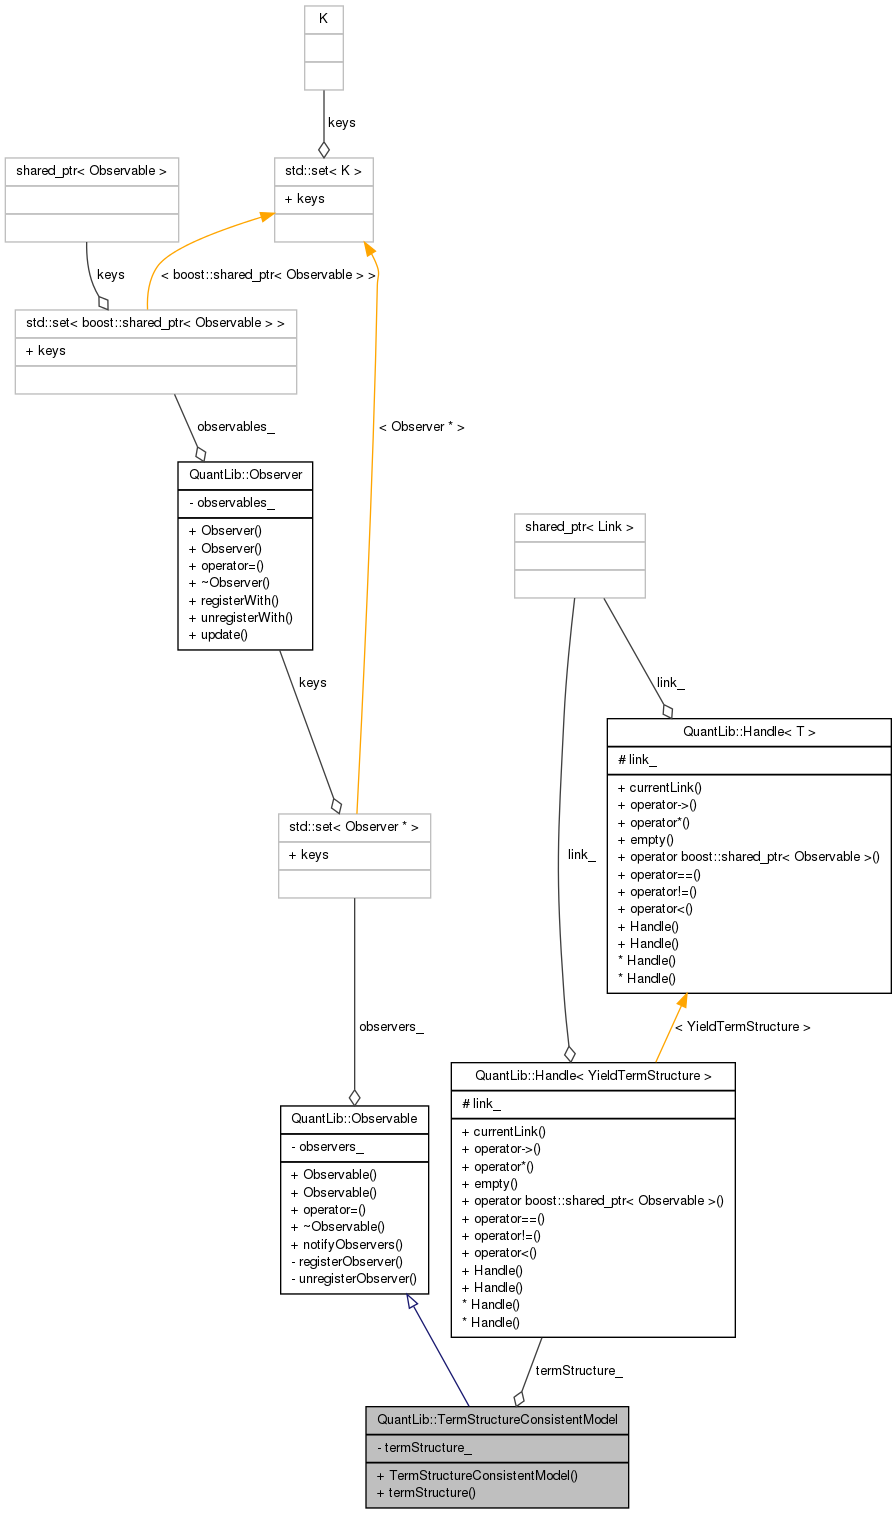 K
keys
shared_ptr< Observable >
std::set< K >
+ keys
keys
< boost::shared_ptr< Observable > >
std::set< boost::shared_ptr< Observable > >
+ keys
observables_
< Observer * >
QuantLib::Observer
- observables_
+ Observer()
+ Observer()
+ operator=()
+ ~Observer()
+ registerWith()
+ unregisterWith()
+ update()
shared_ptr< Link >
keys
link_
QuantLib::Handle< T >
# link_
+ currentLink()
+ operator->()
+ operator*()
+ empty()
+ operator boost::shared_ptr< Observable >()
+ operator==()
+ operator!=()
+ operator<()
+ Handle()
+ Handle()
* Handle()
* Handle()
std::set< Observer * >
+ keys
link_
observers_
< YieldTermStructure >
QuantLib::Handle< YieldTermStructure >
# link_
+ currentLink()
+ operator->()
+ operator*()
+ empty()
+ operator boost::shared_ptr< Observable >()
+ operator==()
+ operator!=()
+ operator<()
+ Handle()
+ Handle()
* Handle()
* Handle()
QuantLib::Observable
- observers_
+ Observable()
+ Observable()
+ operator=()
+ ~Observable()
+ notifyObservers()
- registerObserver()
- unregisterObserver()
termStructure_
QuantLib::TermStructureConsistentModel
- termStructure_
+ TermStructureConsistentModel()
+ termStructure()